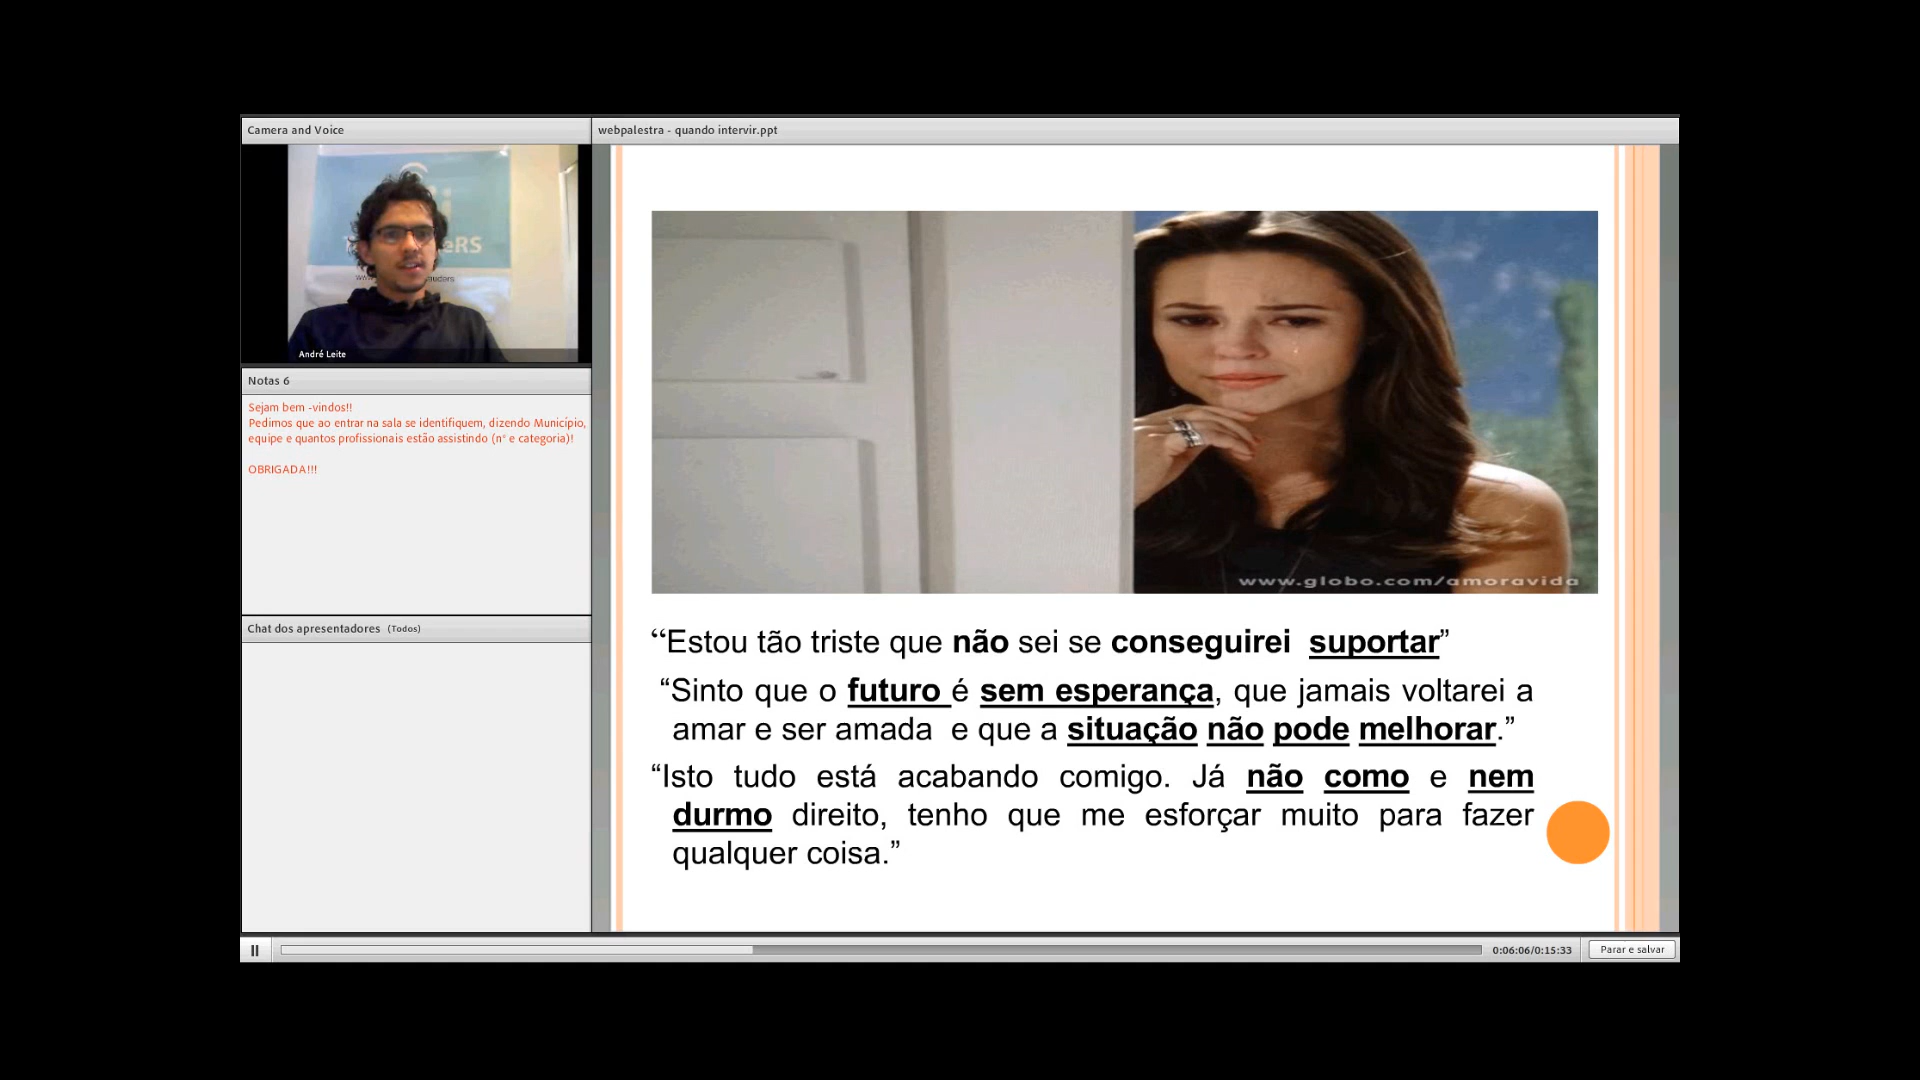 Camera and Voice
webpalestra - quando intervir.ppt
eRS
www
auders
André Leite
Notas 6
Sejam bem -vindos!!
Pedimos que ao entrar na sala se identifiquem, dizendo Município,
equipe e quantos profissionais estão assistindo (n° e categoria)!
OBRIGADA!!!
Chat dos apresentadores (Todos)
www.globo.com/amoravida
“Estou tão triste que não sei se conseguirei suportar”
“Sinto que o futuro é sem esperança, que jamais voltarei a
amar e ser amada e que a situação não pode melhorar.”
“Isto tudo está acabando comigo. Já não como e nem
durmo direito, tenho que me esforçar muito para fazer
qualquer coisa.”
0:06:06/0:15:33
Parar e salvar